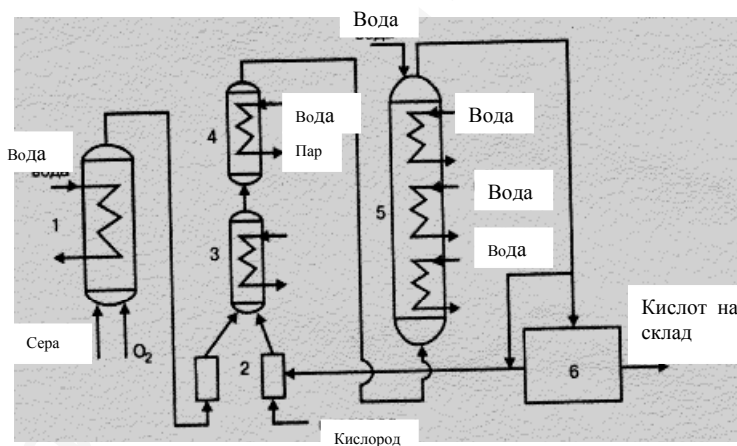 Вода
Вода
Пар
Вода
Вода
Вода
Вода
Кислот на
склад
Сера
O2
Кислород
1
2
3
4
5
6